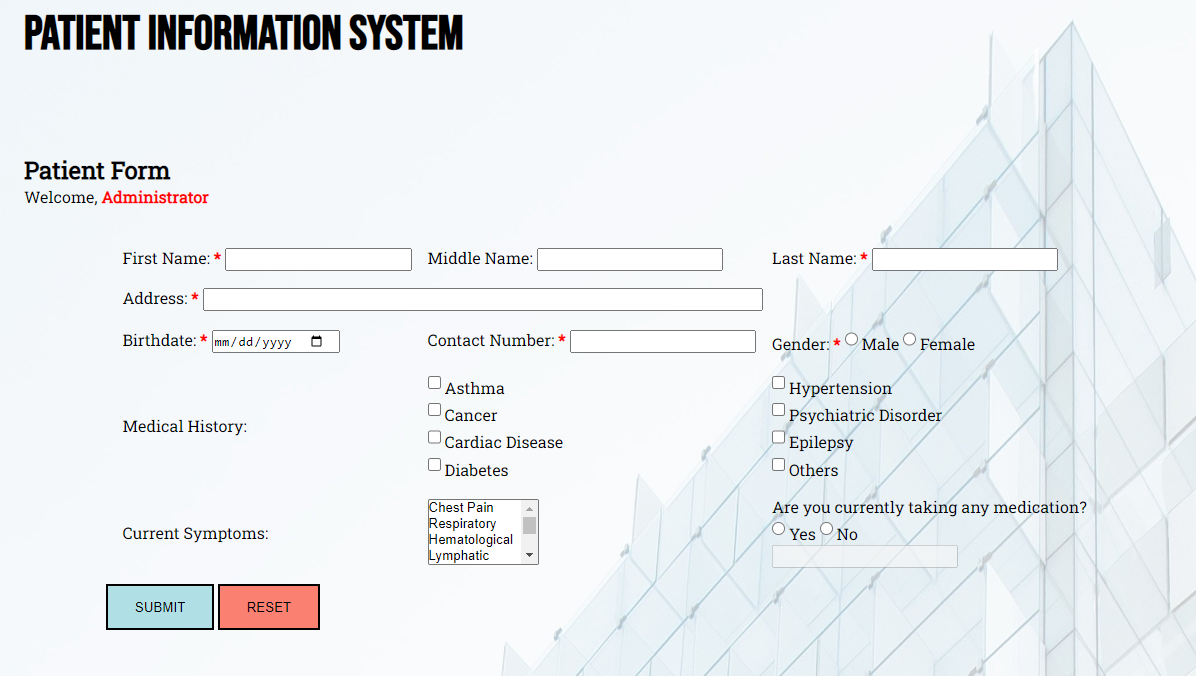 PATIENT INFORMATION SYSTEM
Patient Form
Welcome, Administrator
First Name: * Middle Name: Last Name: *
Address: *
Birthdate: * mm/dd/yyyy Contact Number: * Gender: * Male Female
Medical History:
Asthma
Cancer
Cardiac Disease
Diabetes
Hypertension
Psychiatric Disorder
Epilepsy
Others
Current Symptoms:
Chest Pain
Respiratory
Hematological
Lymphatic
Are you currently taking any medication?
Yes No
SUBMIT RESET